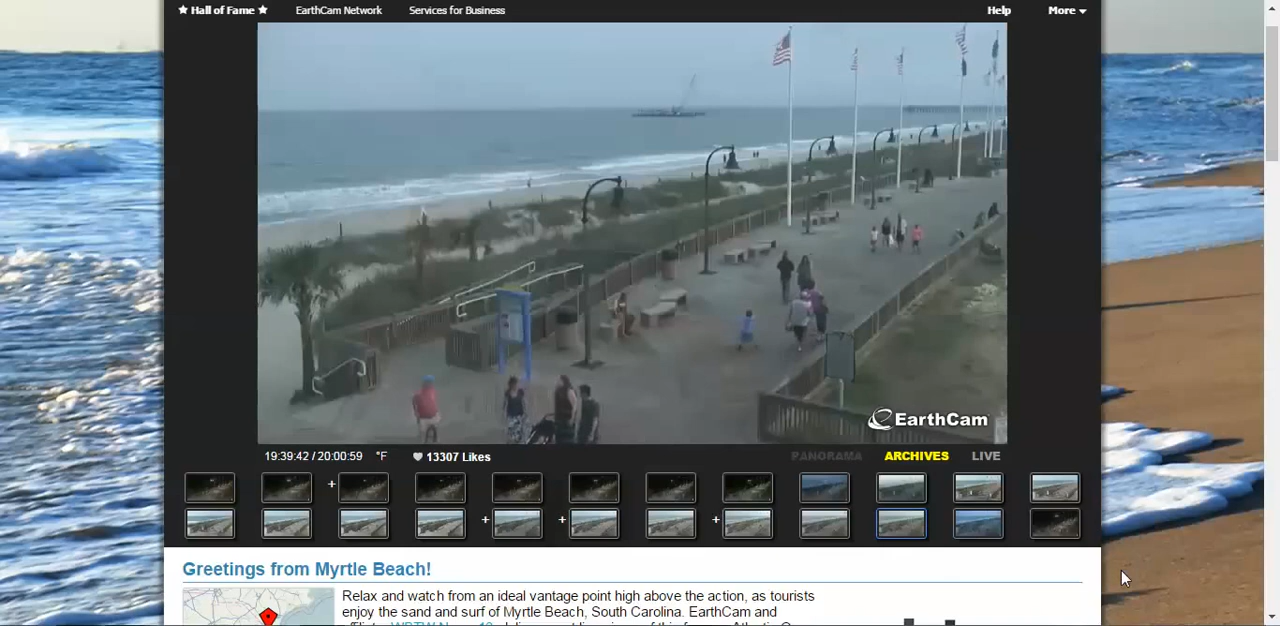 ★ Hall of Fame ★ EarthCam Network Services for Business Help More
EarthCam
19:39:42 / 20:00:59 °F 13307 Likes PANORAMA ARCHIVES LIVE
+
+ + +
Greetings from Myrtle Beach!
Relax and watch from an ideal vantage point high above the action, as tourists
enjoy the sand and surf of Myrtle Beach, South Carolina. EarthCam and